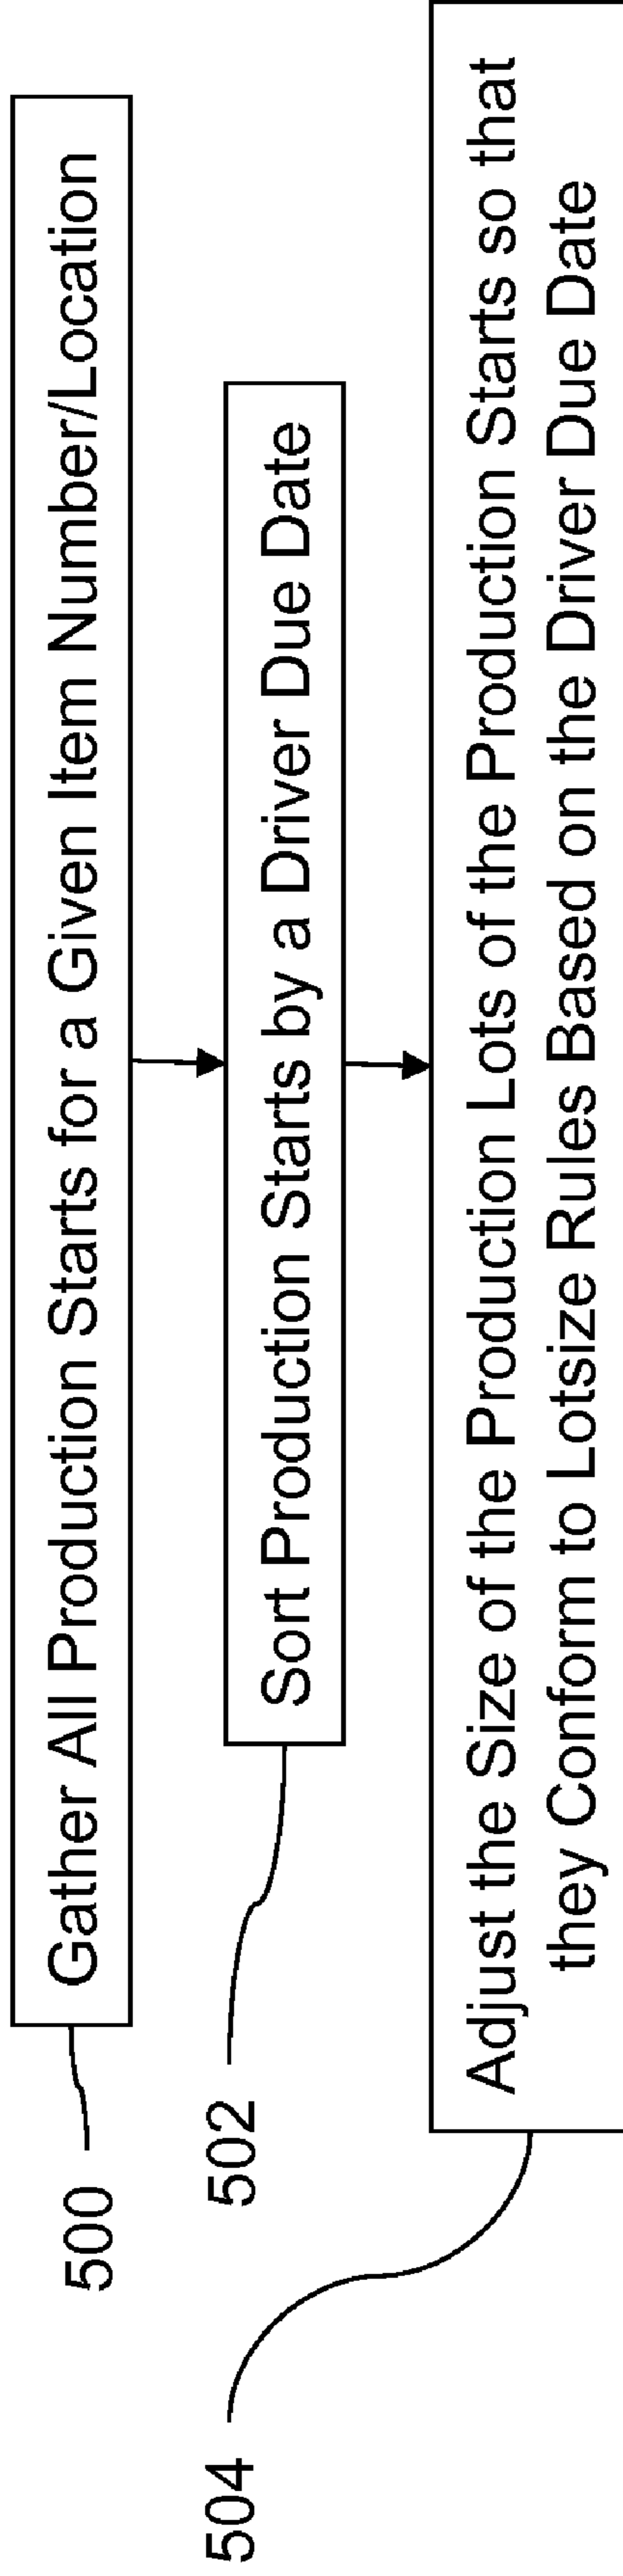 500
Gather All Production Starts for a Given Item Number/Location
502
Sort Production Starts by a Driver Due Date
504
Adjust the Size of the Production Lots of the Production Starts so that
they Conform to Lotsize Rules Based on the Driver Due Date